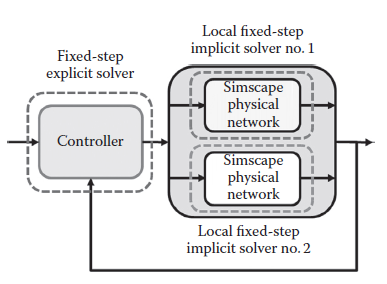 Local fixed-step
implicit solver no. 1
Fixed-step
explicit solver
Simscape
physical
network
Controller
Simscape
physical
network
Local fixed-step
implicit solver no. 2